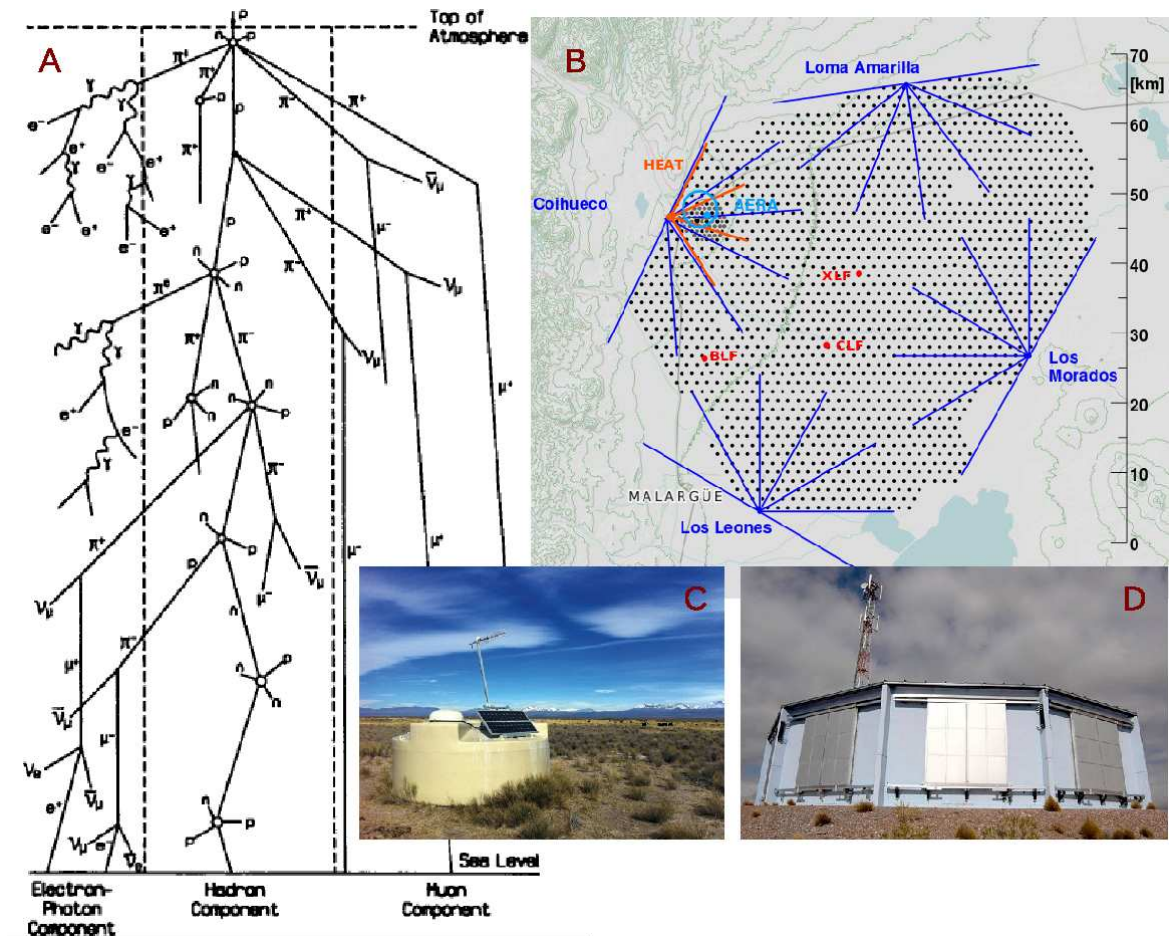 A
Top of
Atmosphere
p
n
p
π⁺
π⁺
p
p
π⁻
π⁺
γ
e⁻
e⁺
e⁻
e⁺
γ
γ
π⁺
ν̄μ
e⁻
e⁺
e⁻
e⁺
p
π⁺
μ⁻
π⁻
νμ
n
p
n
π⁰
γ
γ
π⁺
π⁻
νμ
μ⁺
e⁺
e⁻
γ
n
p
n
n
n
p
π⁻
π⁺
p
p
n
νμ
μ⁻
ν̄μ
μ⁻
μ⁺
π⁻
n
n
p
n
μ⁺
ν̄μ
μ⁻
νe
e⁺
ν̄μ
n
p
p
νμ
e⁻
ν̄e
Sea Level
Electron-
Photon
Component
Hadron
Component
Muon
Component
B
Loma Amarilla
HEAT
Coihueco
AERA
XLF
BLF
CLF
Los
Morados
MALARGÜE
Los Leones
70
[km]
60
50
40
30
20
10
0
C
D